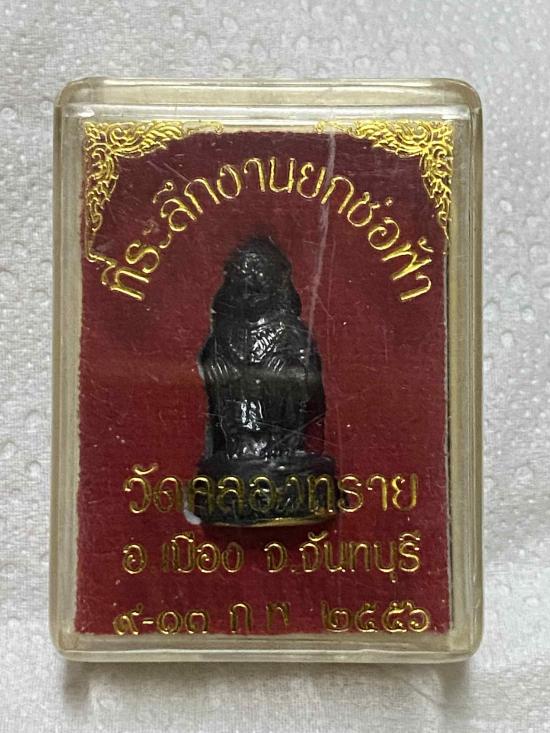 ที่ระลึกงานยกช่อฟ้า
วัดคลองทราย
อ.เมือง จ.จันทบุรี
๙-๑๓ ก.พ. ๒๕๕๖